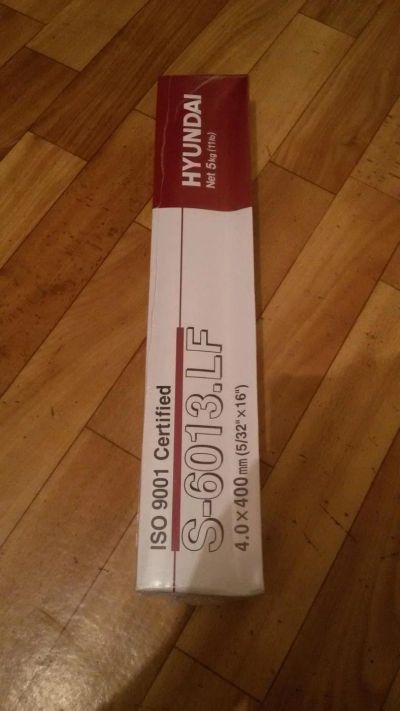 HYUNDAI
Net 5kg (11lb)
ISO 9001 Certified
S-6013.LF
4.0 × 400 mm (5/32" × 16")